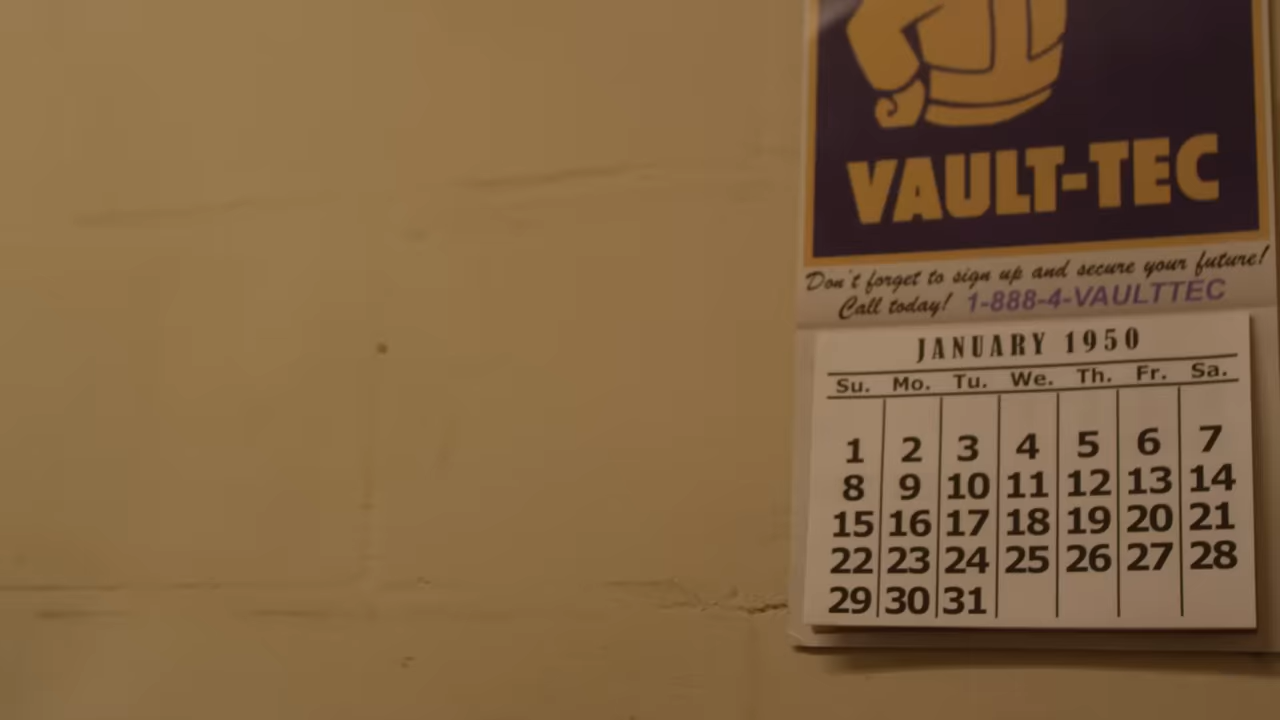 VAULT-TEC
Don't forget to sign up and secure your future!
Call today! 1-888-4-VAULTTEC
JANUARY 1950
Su. Mo. Tu. We. Th. Fr. Sa.
1 2 3 4 5 6 7
8 9 10 11 12 13 14
15 16 17 18 19 20 21
22 23 24 25 26 27 28
29 30 31